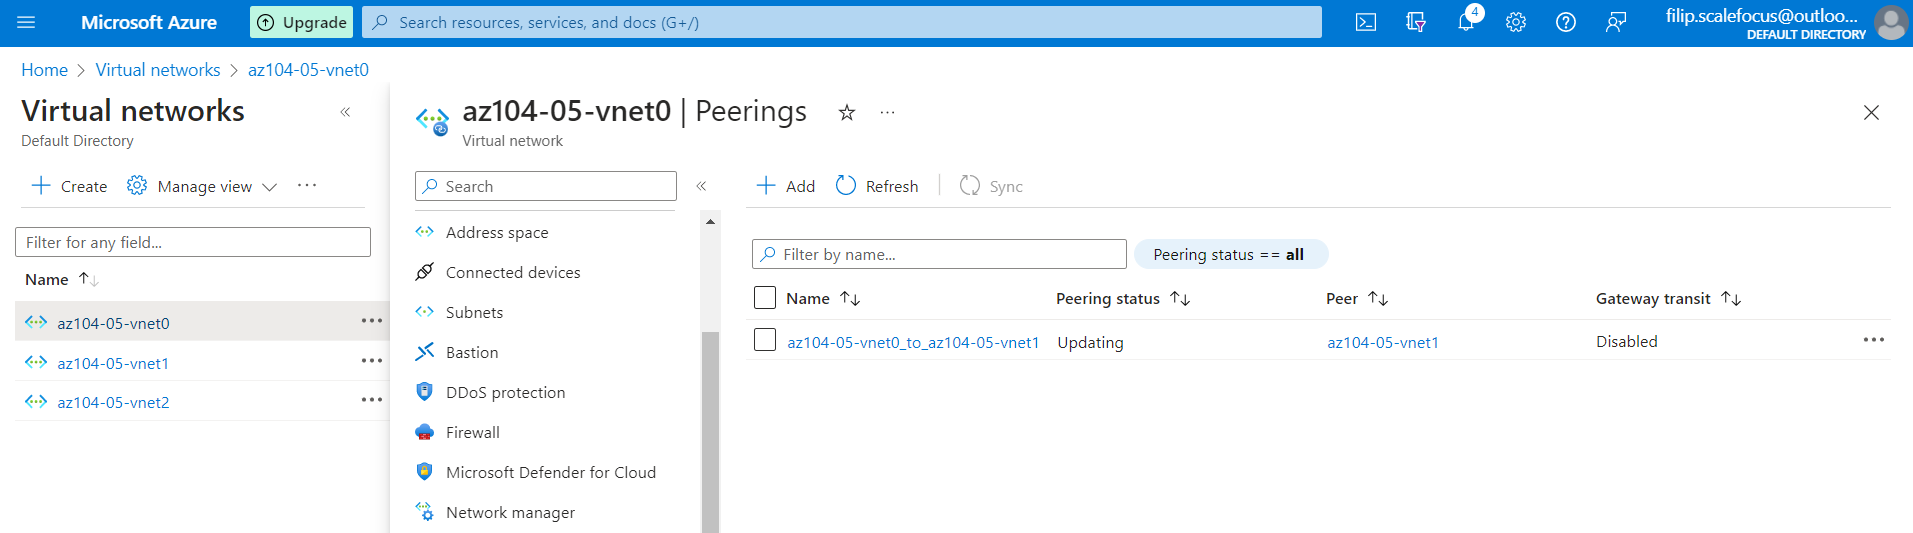 Microsoft Azure
Upgrade
Search resources, services, and docs (G+/)
4
filip.scalefocus@outloo...
DEFAULT DIRECTORY
Home > Virtual networks > az104-05-vnet0
Virtual networks
Default Directory
Create
Manage view
Filter for any field...
Name
az104-05-vnet0
az104-05-vnet1
az104-05-vnet2
az104-05-vnet0 | Peerings
Virtual network
Search
Address space
Connected devices
Subnets
Bastion
DDoS protection
Firewall
Microsoft Defender for Cloud
Network manager
Add
Refresh
Sync
Filter by name...
Peering status == all
Name Peering status Peer Gateway transit
az104-05-vnet0_to_az104-05-vnet1 Updating az104-05-vnet1 Disabled